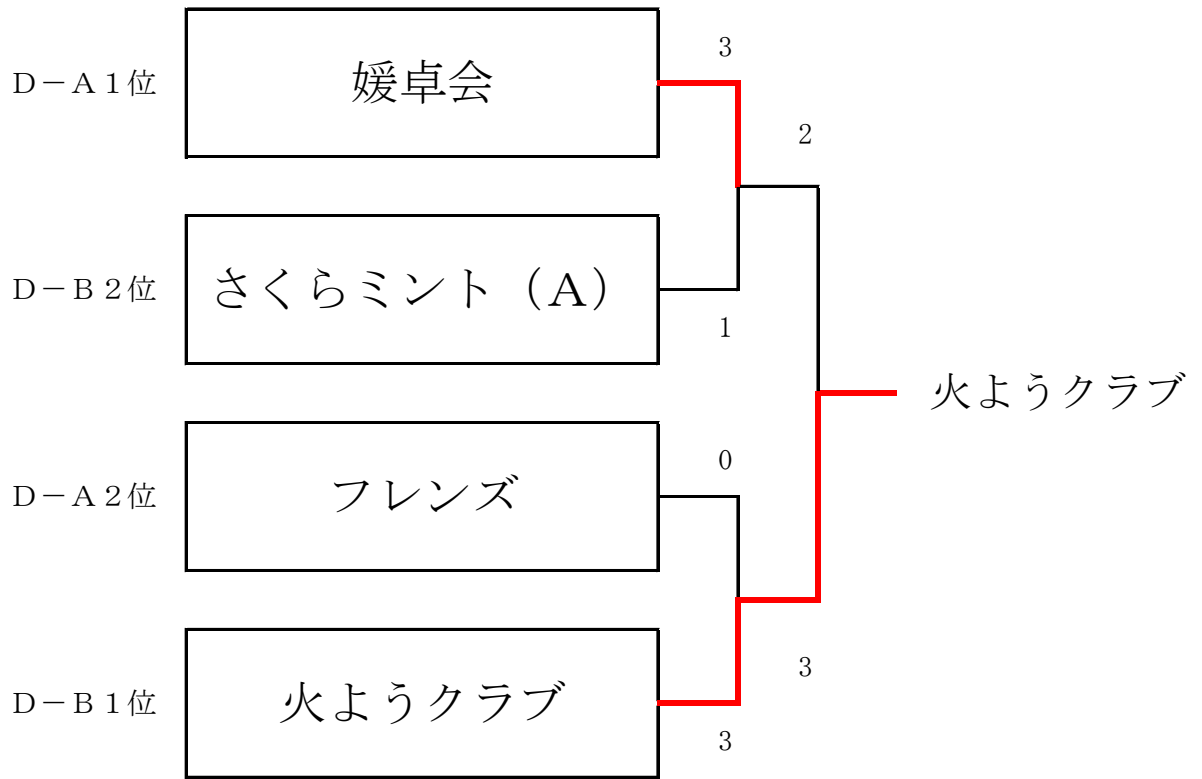 3
D－A１位
媛卓会
2
D－B２位
さくらミント（A）
1
火ようクラブ
0
D－A２位
フレンズ
3
D－B１位
火ようクラブ
3